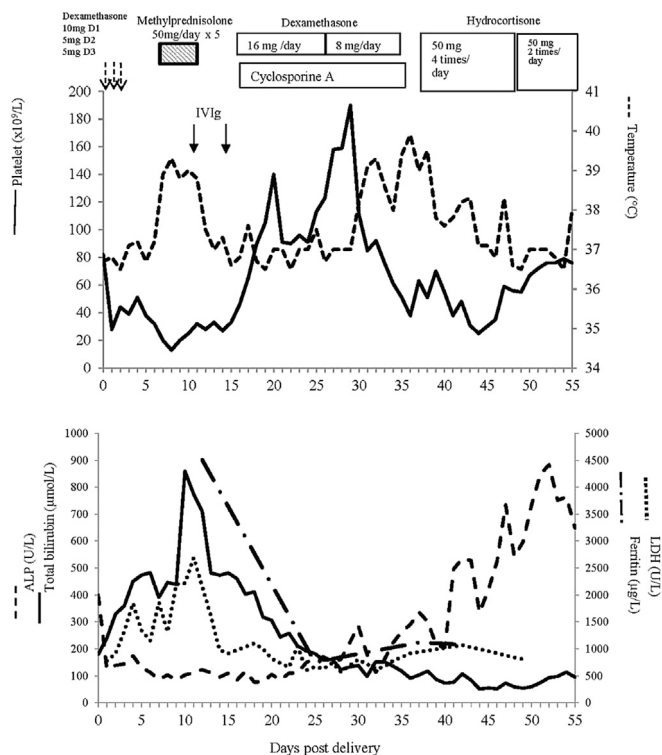 Dexamethasone
10mg D1
5mg D2
5mg D3
Methylprednisolone
50mg/day x 5
Dexamethasone
16 mg /day
8 mg/day
Cyclosporine A
Hydrocortisone
50 mg
4 times/
day
50 mg
2 times/
day
IVIg
Platelet (x10⁹/L)
200
180
160
140
120
100
80
60
40
20
0
41
40
39
38
37
36
35
34
Temperature (°C)
0 5 10 15 20 25 30 35 40 45 50 55
ALP (U/L)
Total bilirubin (μmol/L)
1000
900
800
700
600
500
400
300
200
100
0
5000
4500
4000
3500
3000
2500
2000
1500
1000
500
0
LDH (U/L)
Ferritin (μg/L)
0 5 10 15 20 25 30 35 40 45 50 55
Days post delivery